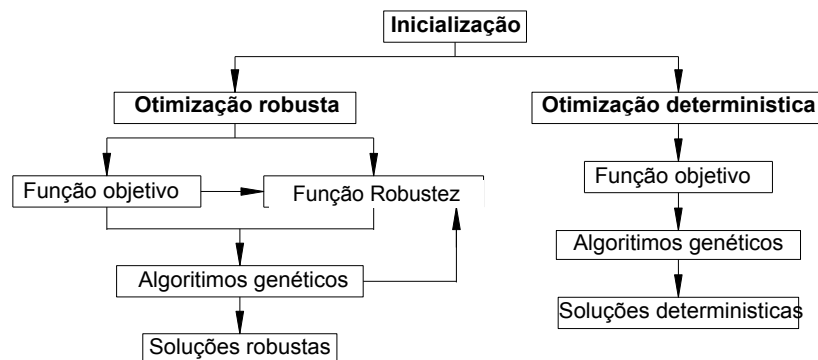 Inicialização
Otimização robusta
Otimização deterministica
Função objetivo
Função Robustez
Função objetivo
Algoritimos genéticos
Algoritimos genéticos
Soluções robustas
Soluções deterministicas